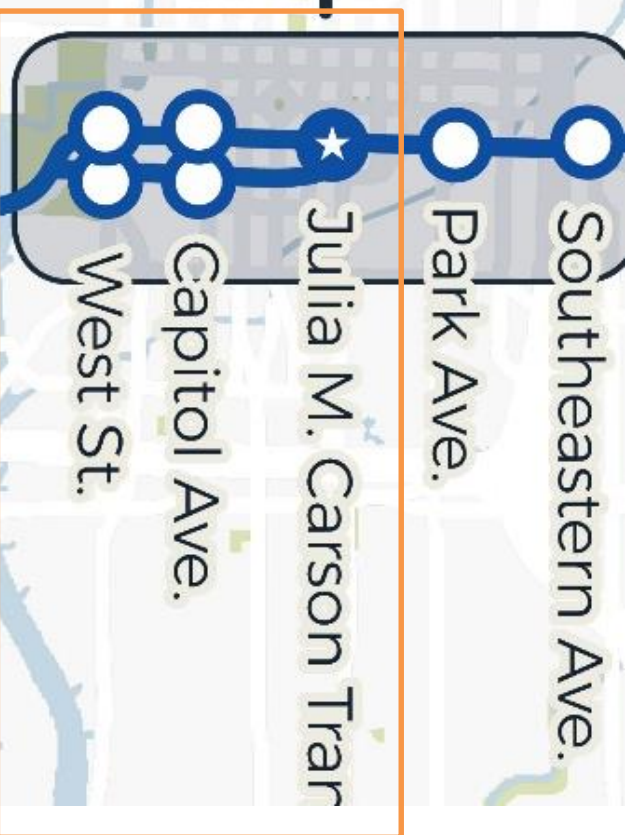 West St.
Capitol Ave.
Julia M. Carson Tran
Park Ave.
Southeastern Ave.